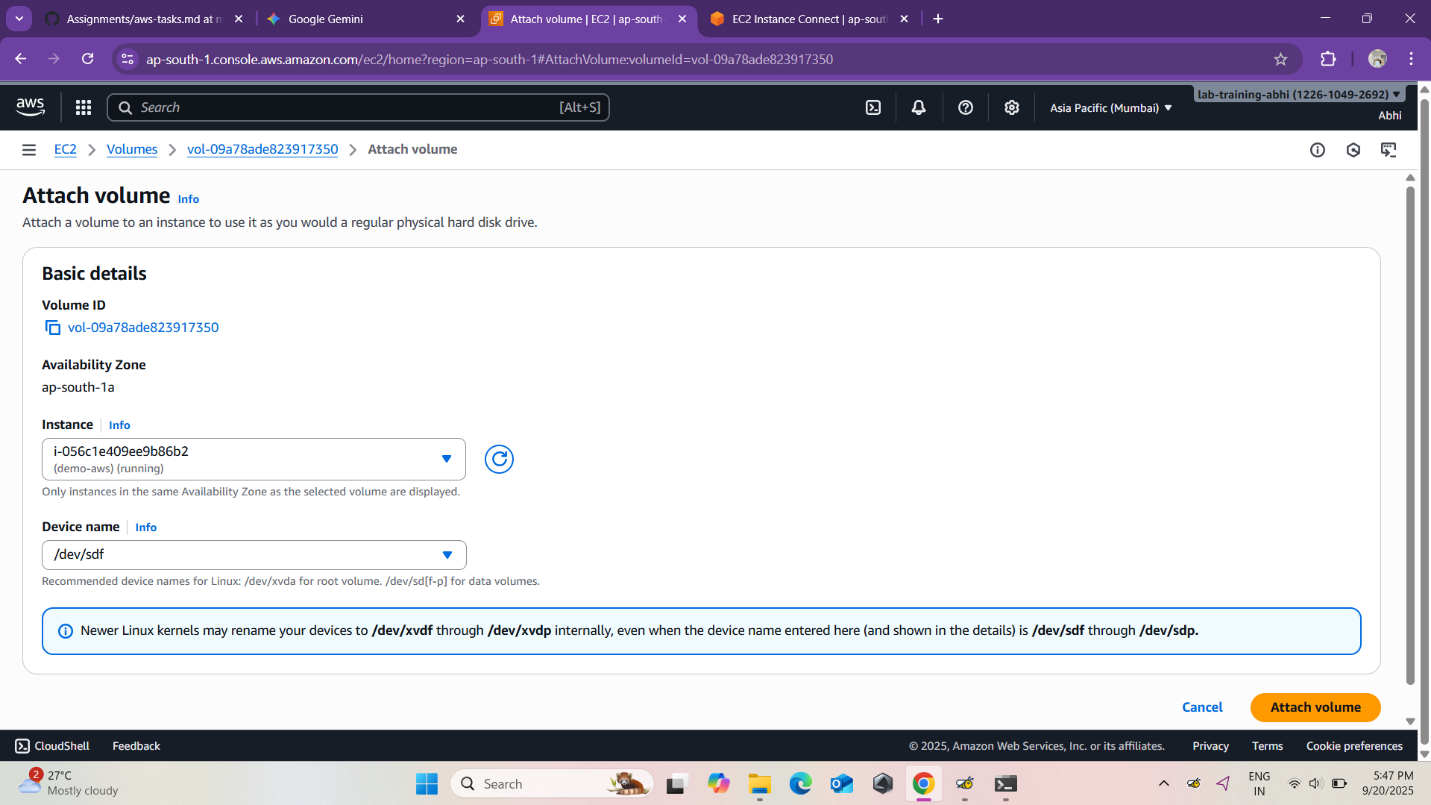 Assignments/aws-tasks.md at n
Google Gemini
Attach volume | EC2 | ap-south-
EC2 Instance Connect | ap-sout
ap-south-1.console.aws.amazon.com/ec2/home?region=ap-south-1#AttachVolume:volumeId=vol-09a78ade823917350
aws
Search
[Alt+S]
Asia Pacific (Mumbai)
lab-training-abhi (1226-1049-2692)
Abhi
EC2
Volumes
vol-09a78ade823917350
Attach volume
Attach volume Info
Attach a volume to an instance to use it as you would a regular physical hard disk drive.
Basic details
Volume ID
vol-09a78ade823917350
Availability Zone
ap-south-1a
Instance Info
i-056c1e409ee9b86b2
(demo-aws) (running)
Only instances in the same Availability Zone as the selected volume are displayed.
Device name Info
/dev/sdf
Recommended device names for Linux: /dev/xvda for root volume. /dev/sd[f-p] for data volumes.
Newer Linux kernels may rename your devices to /dev/xvdf through /dev/xvdp internally, even when the device name entered here (and shown in the details) is /dev/sdf through /dev/sdp.
Cancel
Attach volume
CloudShell
Feedback
© 2025, Amazon Web Services, Inc. or its affiliates.
Privacy
Terms
Cookie preferences
2
27°C
Mostly cloudy
Search
ENG
IN
5:47 PM
9/20/2025